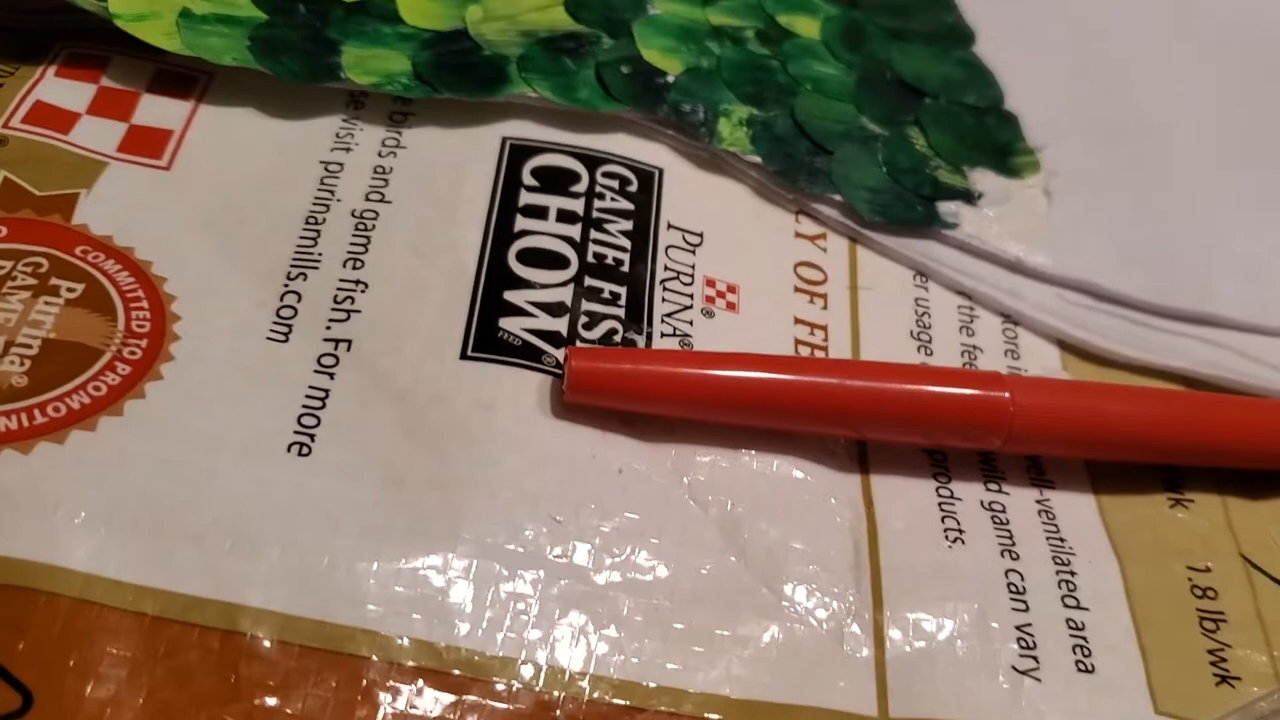 COMMITTED TO PROMOTIN
Purina®
GAME
birds and game fish. For more
visit purinamills.com
PURINA®
GAME FIS
CHOW®
FEED
LY OF FE
tore i
well-ventilated area
the fee
wild game can vary
er usage
products.
wk
1.8 lb/wk